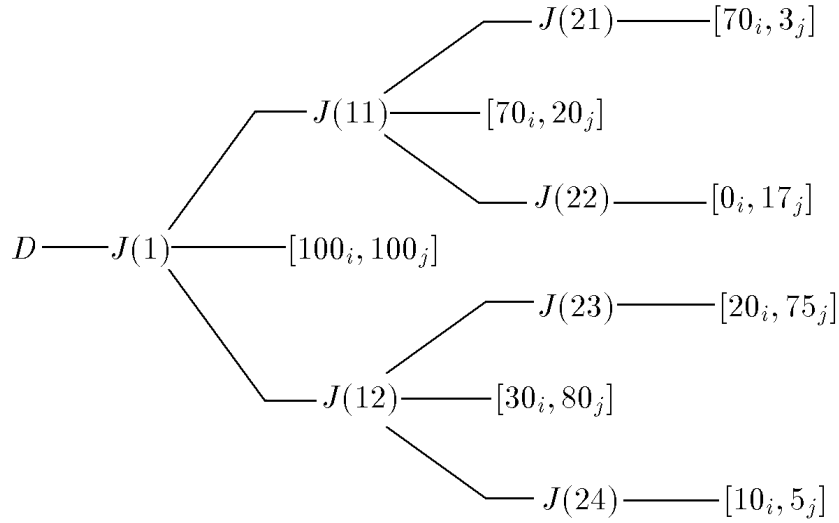 J(21) [70_i, 3_j]
J(11) [70_i, 20_j]
J(22) [0_i, 17_j]
D J(1) [100_i, 100_j]
J(23) [20_i, 75_j]
J(12) [30_i, 80_j]
J(24) [10_i, 5_j]